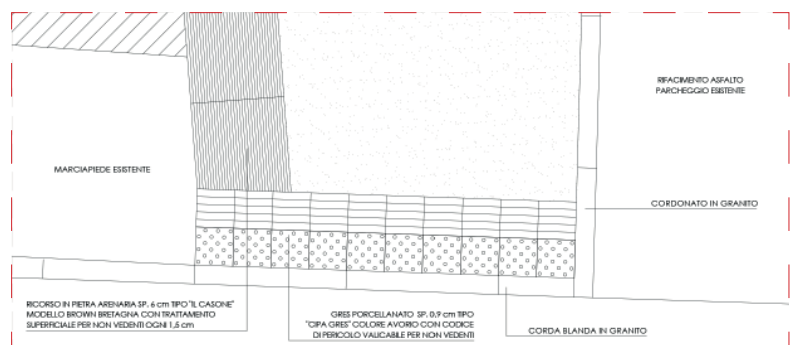 RIFACIMENTO ASFALTO
PARCHEGGIO ESISTENTE
MARCIAPIEDE ESISTENTE
CORDONATO IN GRANITO
RICORSO IN PIETRA ARENARIA SP. 6 cm TIPO "IL CASONE"
MODELLO BROWN BRETAGNA CON TRATTAMENTO
SUPERFICIALE PER NON VEDENTI OGNI 1,5 cm
GRES PORCELLANATO SP. 0,9 cm TIPO
"CIPA GRES" COLORE AVORIO CON CODICE
DI PERICOLO VALICABILE PER NON VEDENTI
CORDA BLANDA IN GRANITO